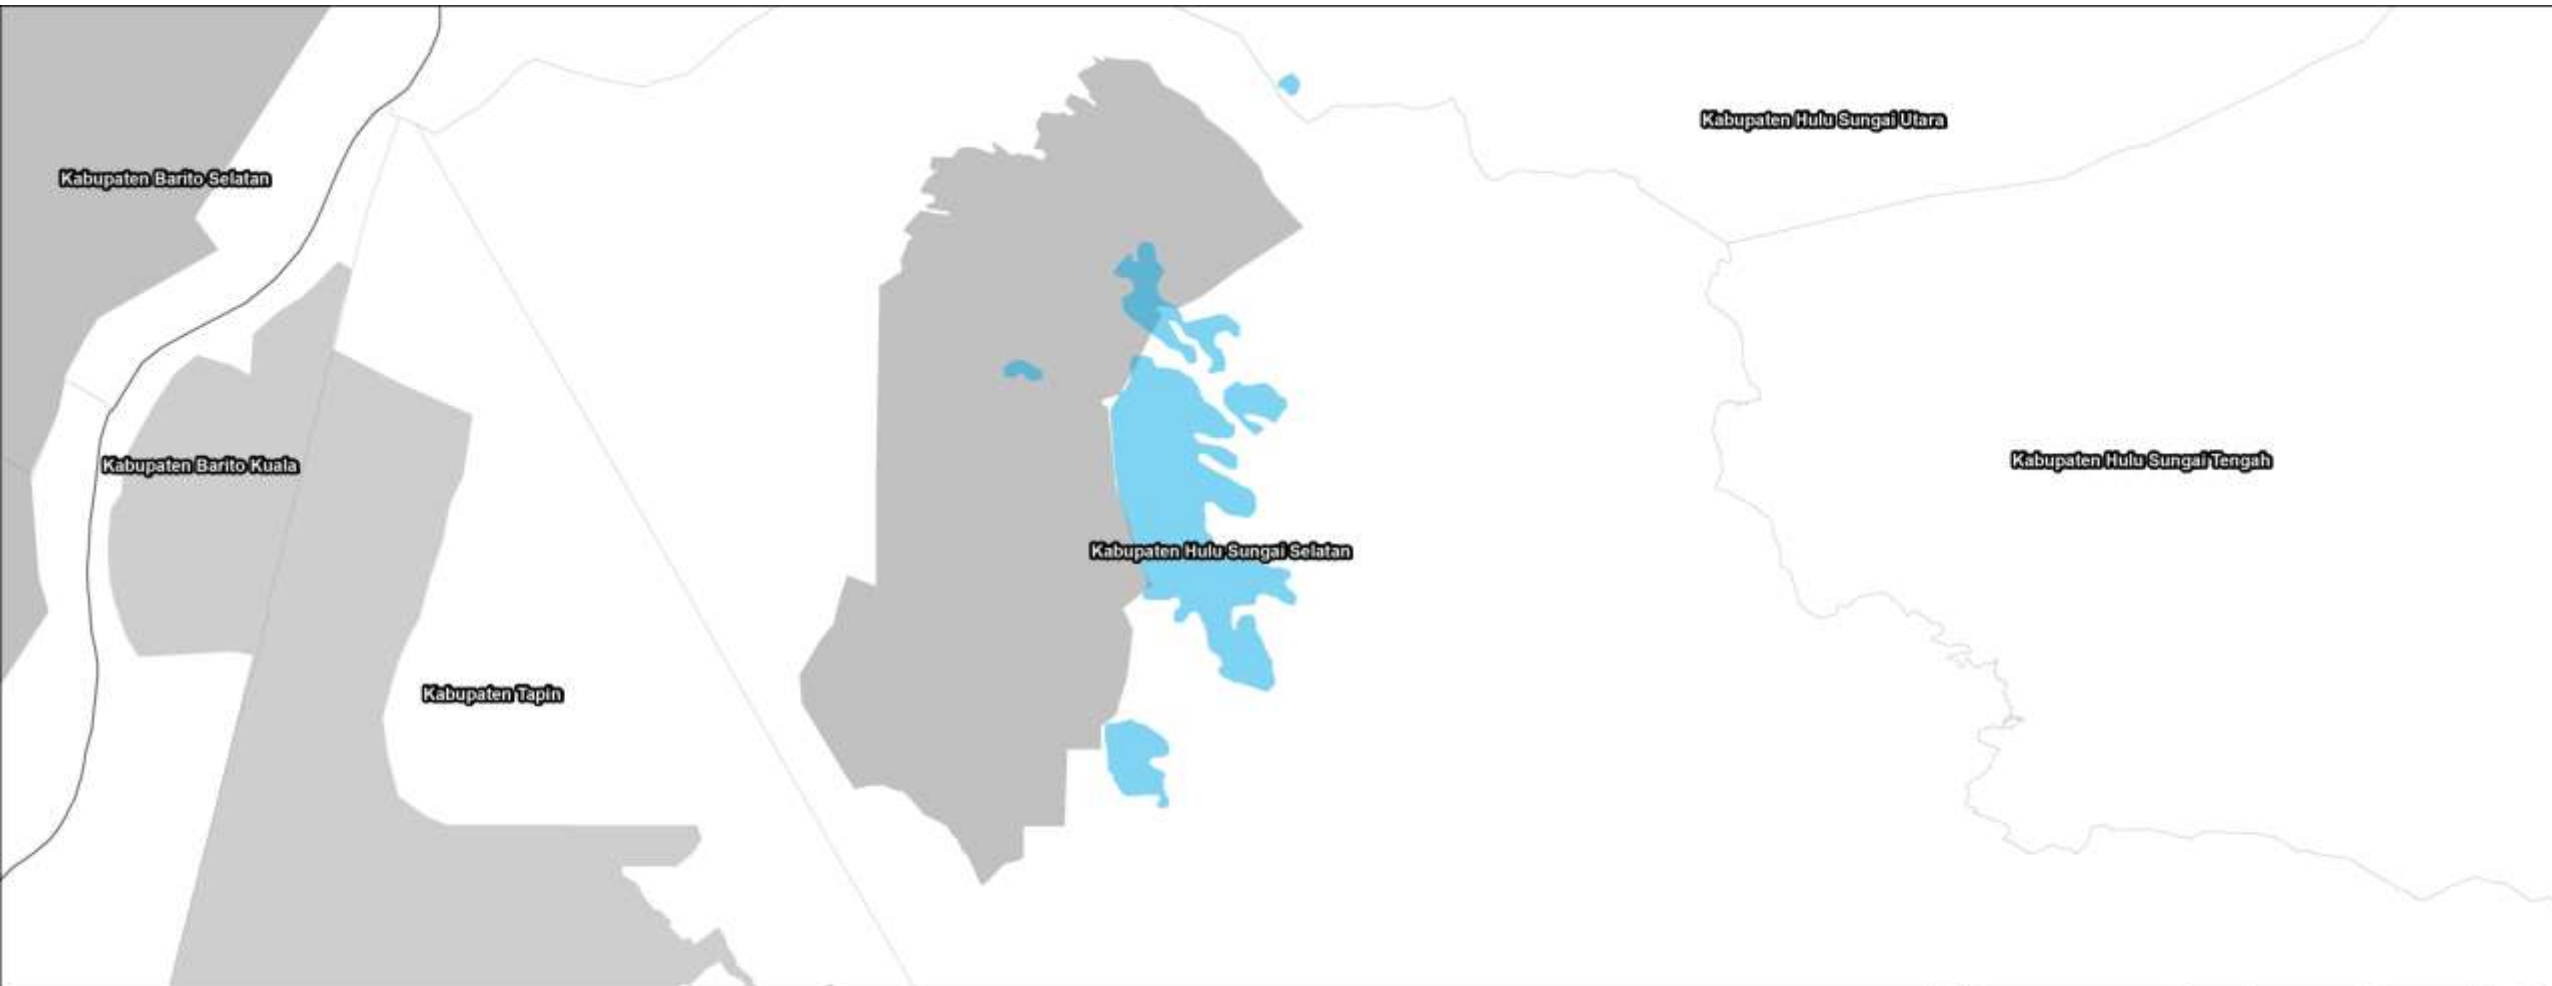 Kabupaten Hulu Sungai Utara
Kabupaten Barito Selatan
Kabupaten Hulu Sungai Tengah
Kabupaten Barito Kuala
Kabupaten Hulu Sungai Selatan
Kabupaten Tapin